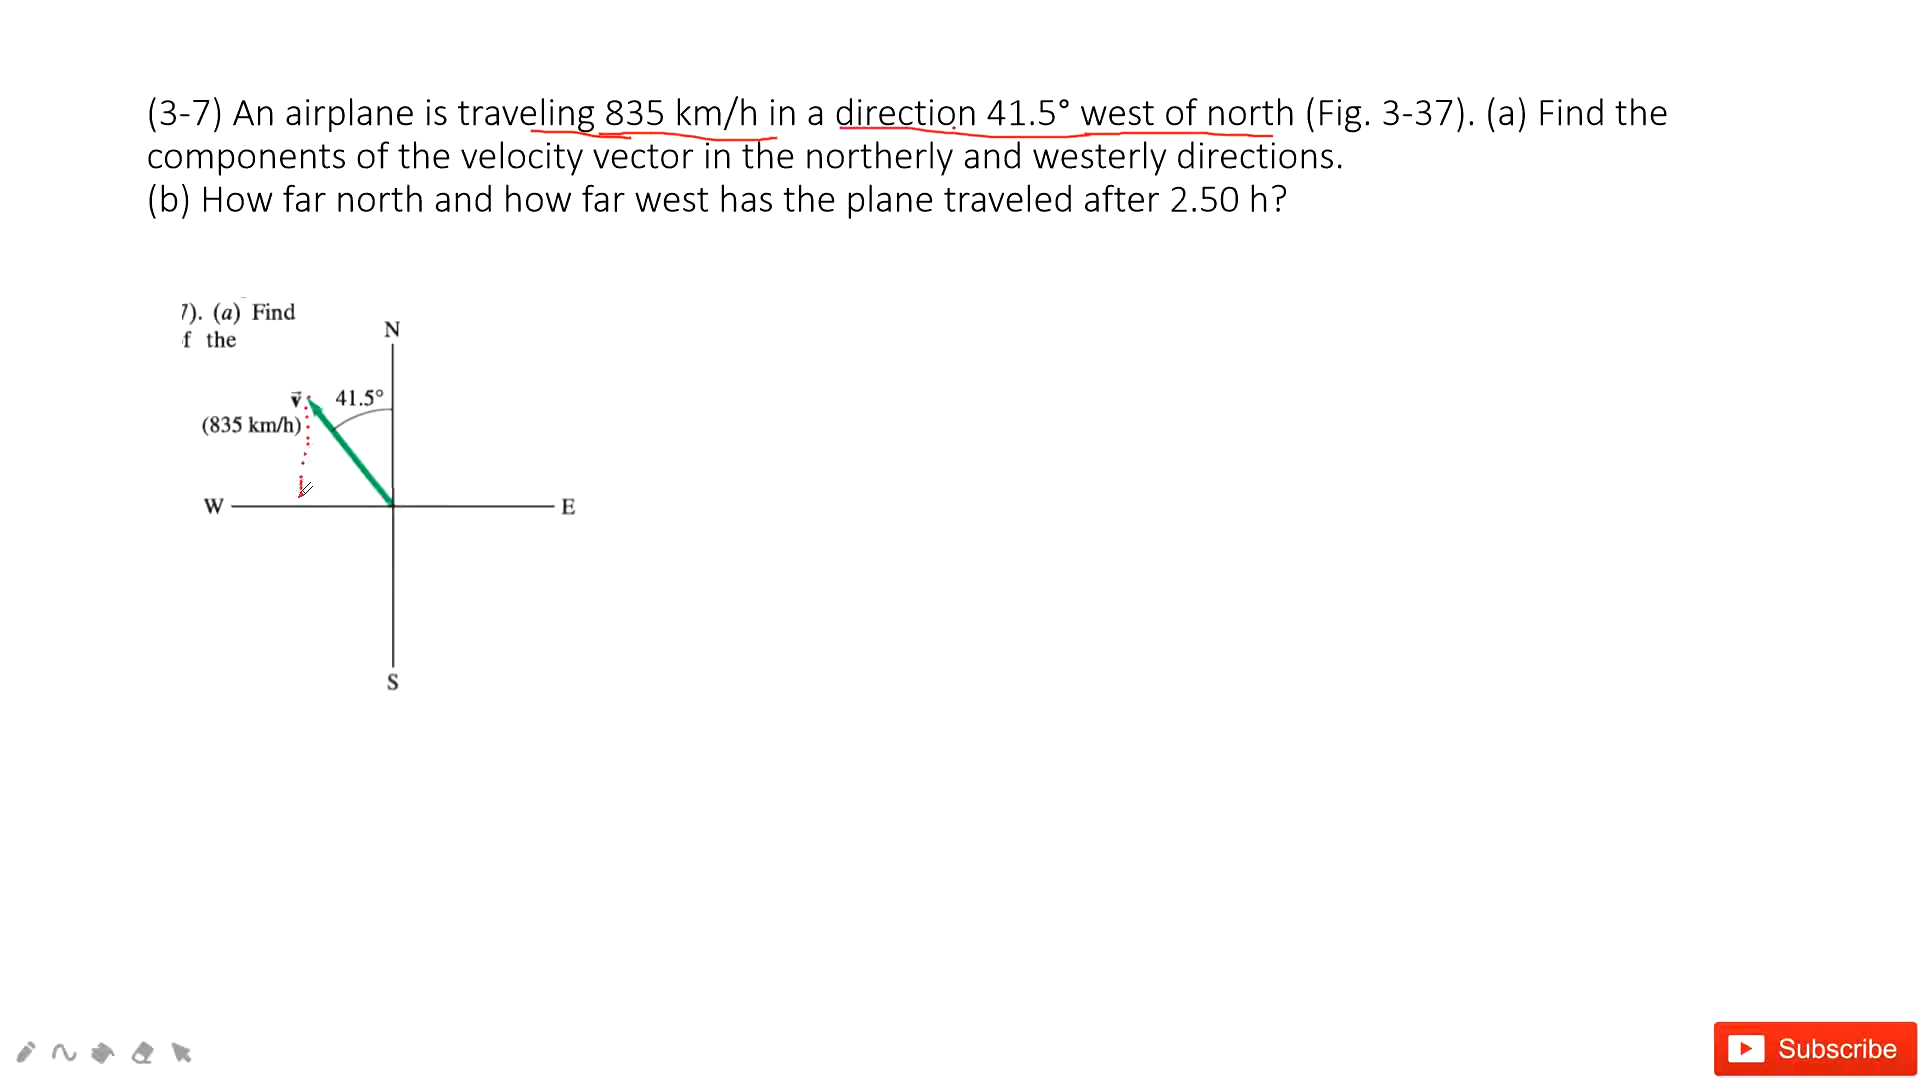 (3-7) An airplane is traveling 835 km/h in a direction 41.5° west of north (Fig. 3-37). (a) Find the
components of the velocity vector in the northerly and westerly directions.
(b) How far north and how far west has the plane traveled after 2.50 h?
7). (a) Find
f the
N
v⃗ 41.5°
(835 km/h)
W E
S
Subscribe